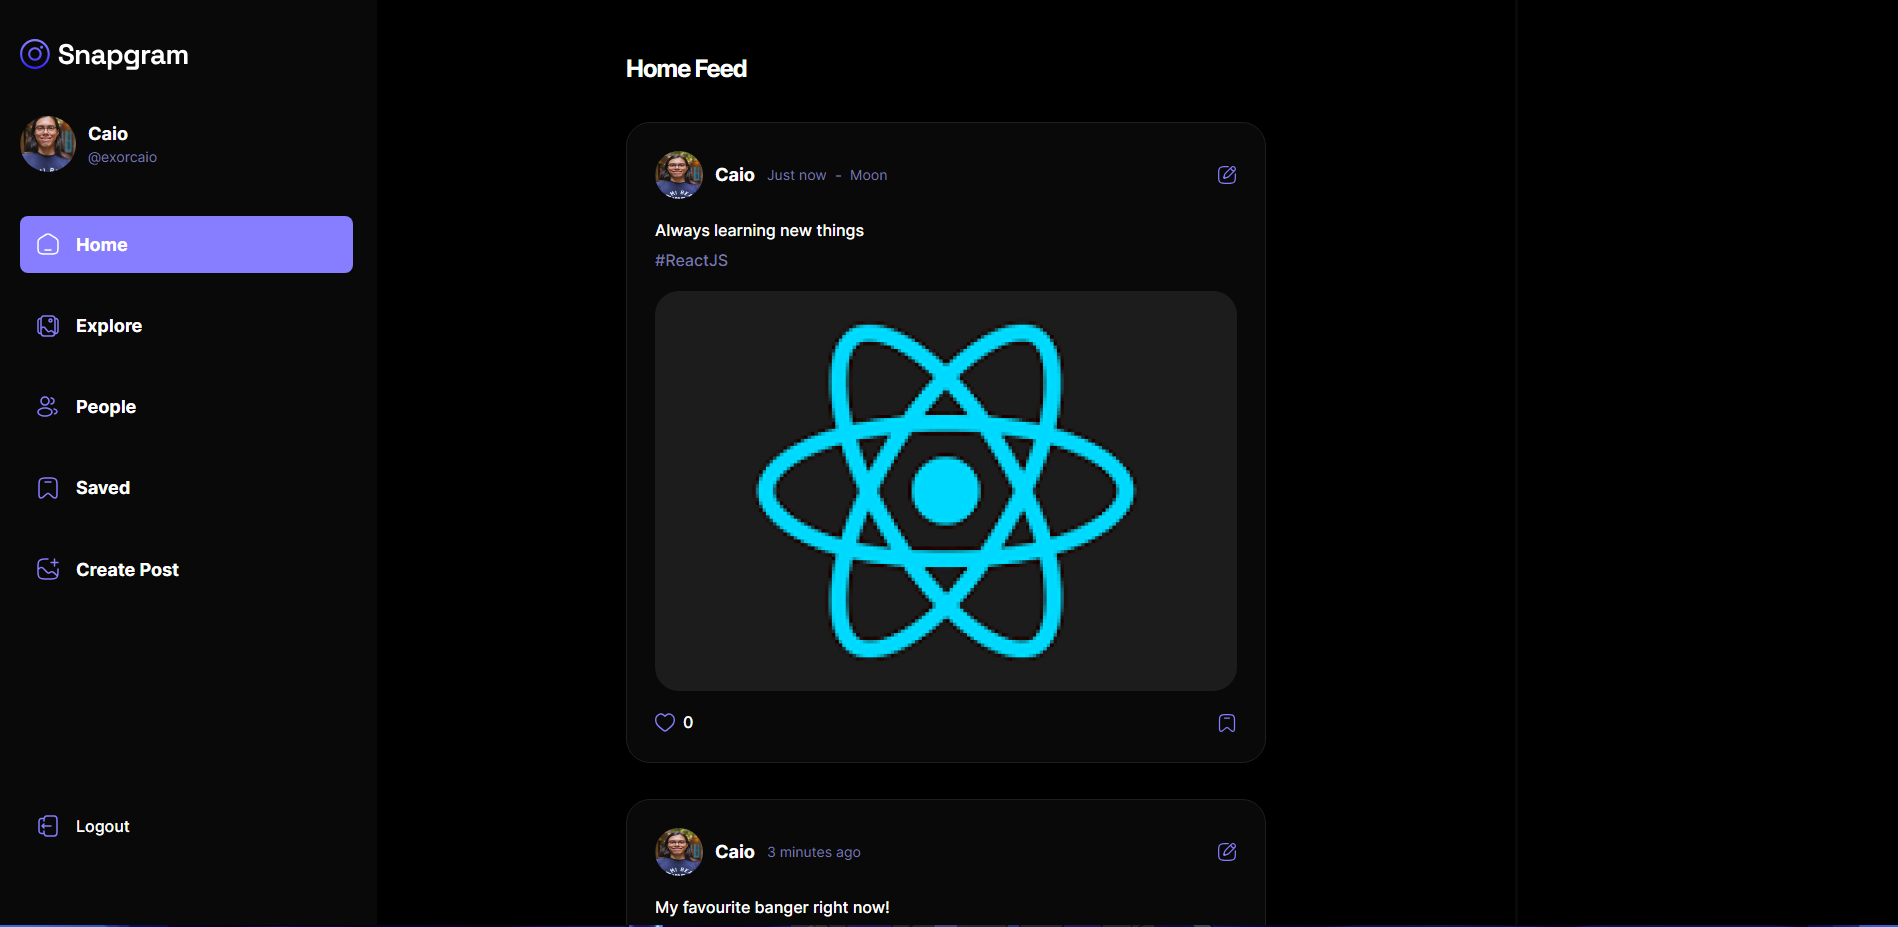 Snapgram
Caio
@exorcaio
Home
Explore
People
Saved
Create Post
Logout
Home Feed
Caio Just now - Moon
Always learning new things
#ReactJS
0
Caio 3 minutes ago
My favourite banger right now!